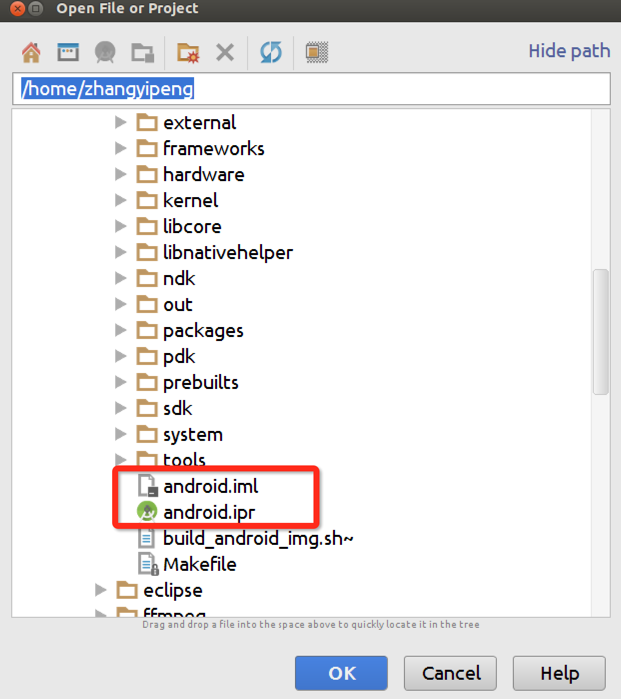 Open File or Project
Hide path
/home/zhangyipeng
external
frameworks
hardware
kernel
libcore
libnativehelper
ndk
out
packages
pdk
prebuilts
sdk
system
tools
android.iml
android.ipr
build_android_img.sh~
Makefile
eclipse
ffmpeg
Drag and drop a file into the space above to quickly locate it in the tree
OK
Cancel
Help